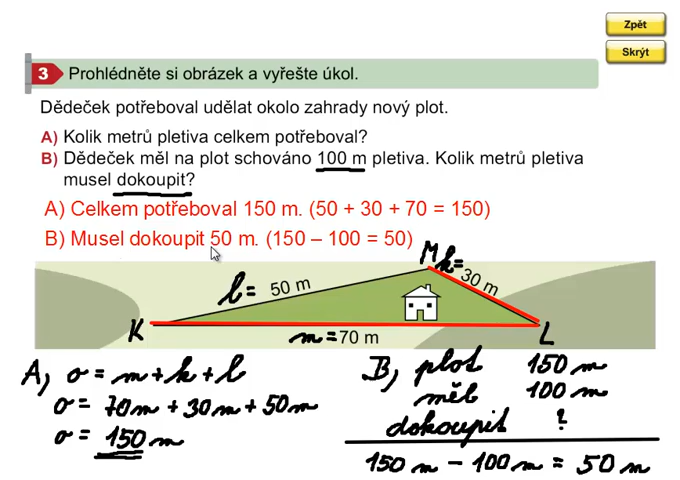 Zpět
Skrýt
3 Prohlédněte si obrázek a vyřešte úkol.
Dědeček potřeboval udělat okolo zahrady nový plot.
A) Kolik metrů pletiva celkem potřeboval?
B) Dědeček měl na plot schováno 100 m pletiva. Kolik metrů pletiva
musel dokoupit?
A) Celkem potřeboval 150 m. (50 + 30 + 70 = 150)
B) Musel dokoupit 50 m. (150 – 100 = 50)
M k= 30 m
l = 50 m
K m = 70 m L
A) o = m + k + l
o = 70 m + 30 m + 50 m
o = 150 m
B) plot 150 m
měl 100 m
dokoupit ?
150 m - 100 m = 50 m